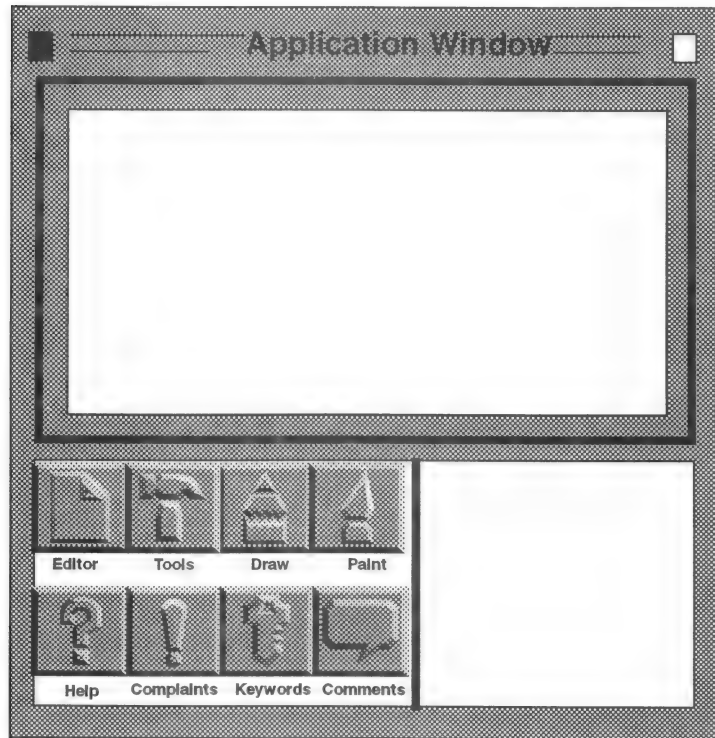 Application Window
Editor Tools Draw Paint
Help Complaints Keywords Comments